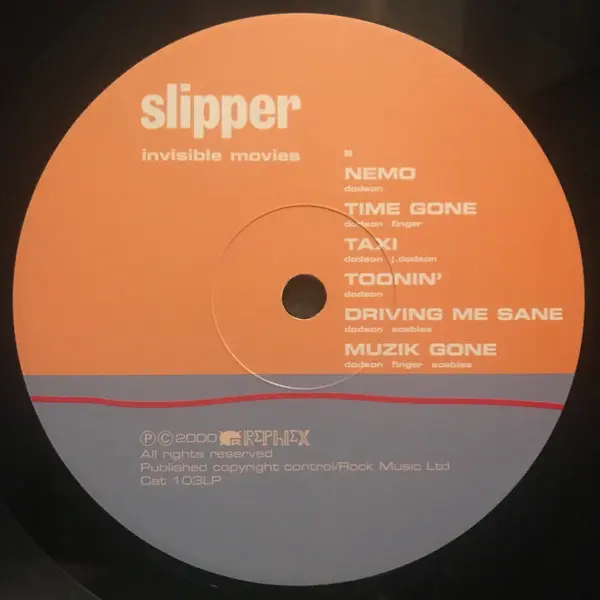 slipper
invisible movies
NEMO
dodson
TIME GONE
dodson finger
TAXI
dodson j.dodson
TOONIN'
dodson
DRIVING ME SANE
dodson scabies
MUZIK GONE
dodson finger scabies
Ⓟ©2000 REPHLEX
All rights reserved
Published copyright control/Rock Music Ltd
Cat 103LP